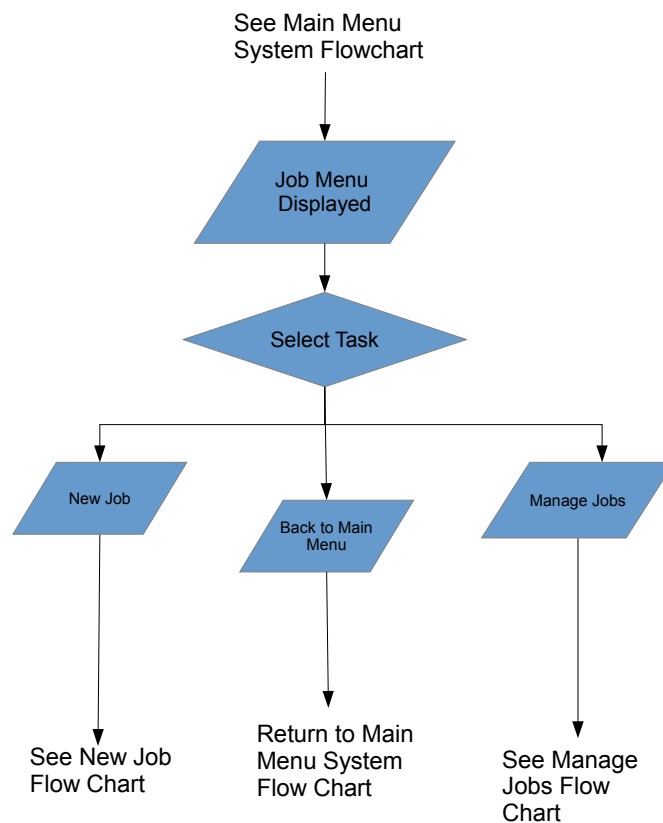 See Main Menu
System Flowchart
Job Menu
Displayed
Select Task
New Job
Back to Main
Menu
Manage Jobs
See New Job
Flow Chart
Return to Main
Menu System
Flow Chart
See Manage
Jobs Flow
Chart